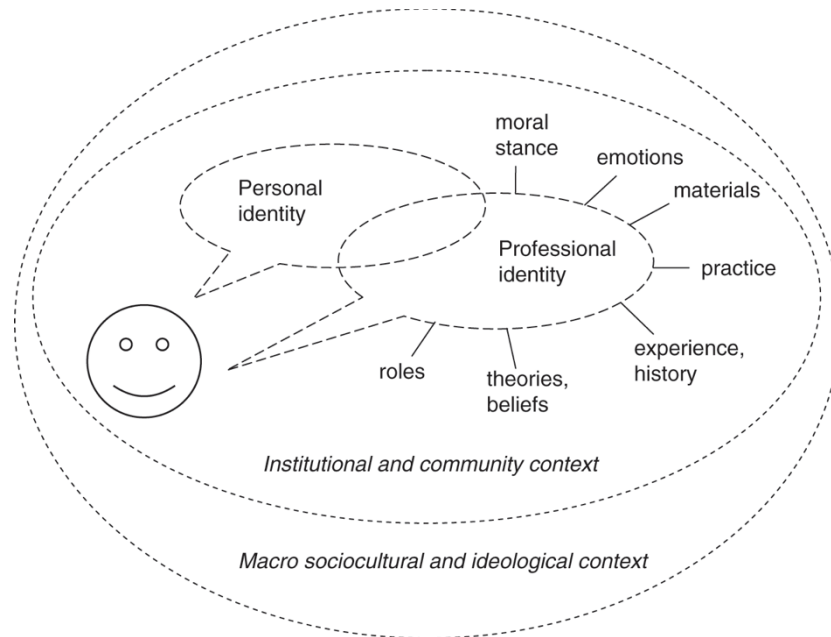 moral
stance
emotions
materials
Personal
identity
Professional
identity
practice
experience,
history
theories,
beliefs
roles
Institutional and community context
Macro sociocultural and ideological context